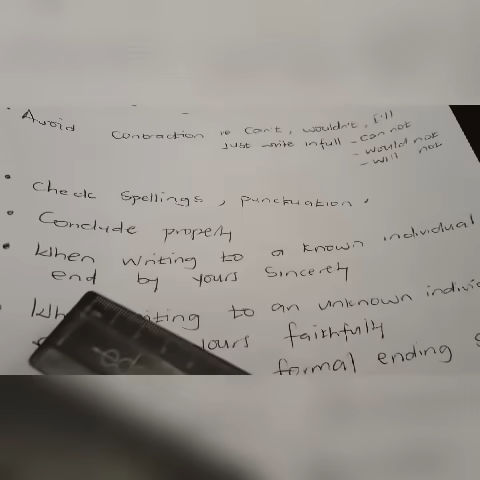 • Avoid Contraction ie Can't, wouldn't, I'll
Just write in full - can not
- would not
- will not
• Check Spellings, punctuation.
• Conclude properly
• When writing to a known individual
end by yours Sincerely
to an unknown
yours faithfully
formal ending